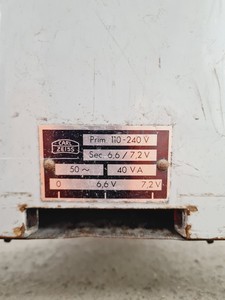 CARL
ZEISS
Prim. 110-240 V
Sec. 6,6 / 7,2 V
50 ~ 40 VA
0 6,6 V 7,2 V